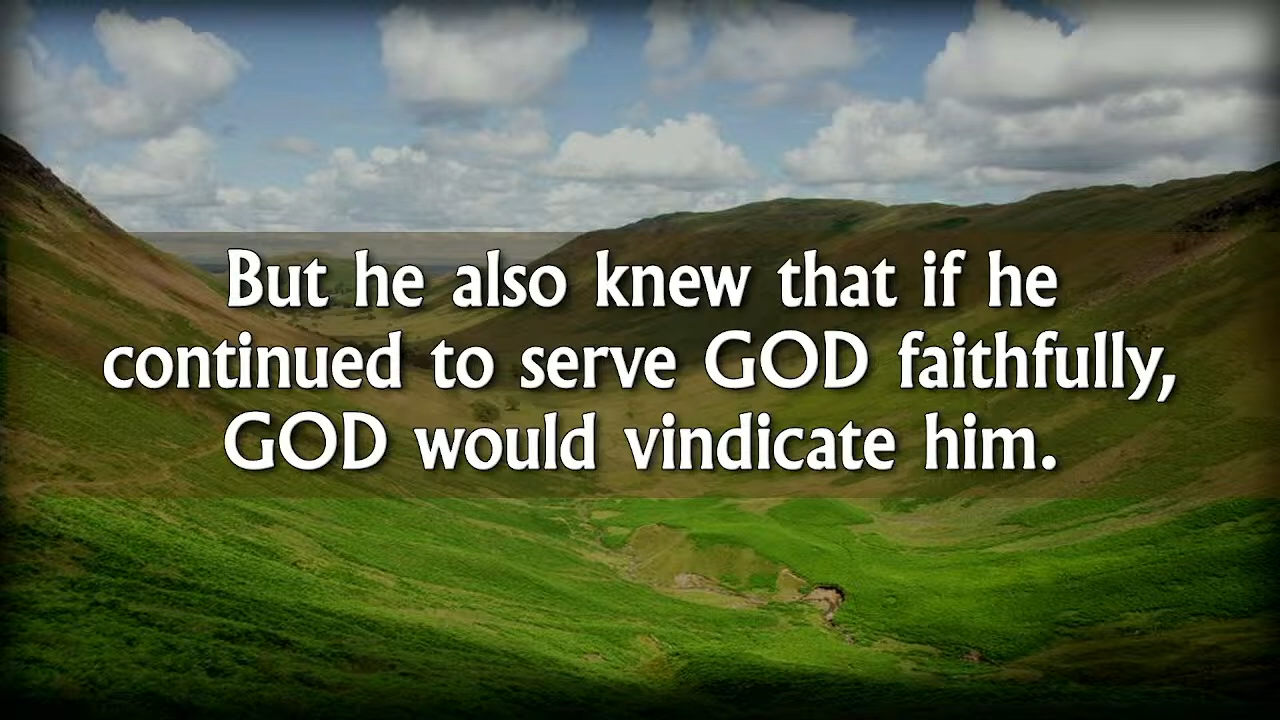 But he also knew that if he
continued to serve GOD faithfully,
GOD would vindicate him.